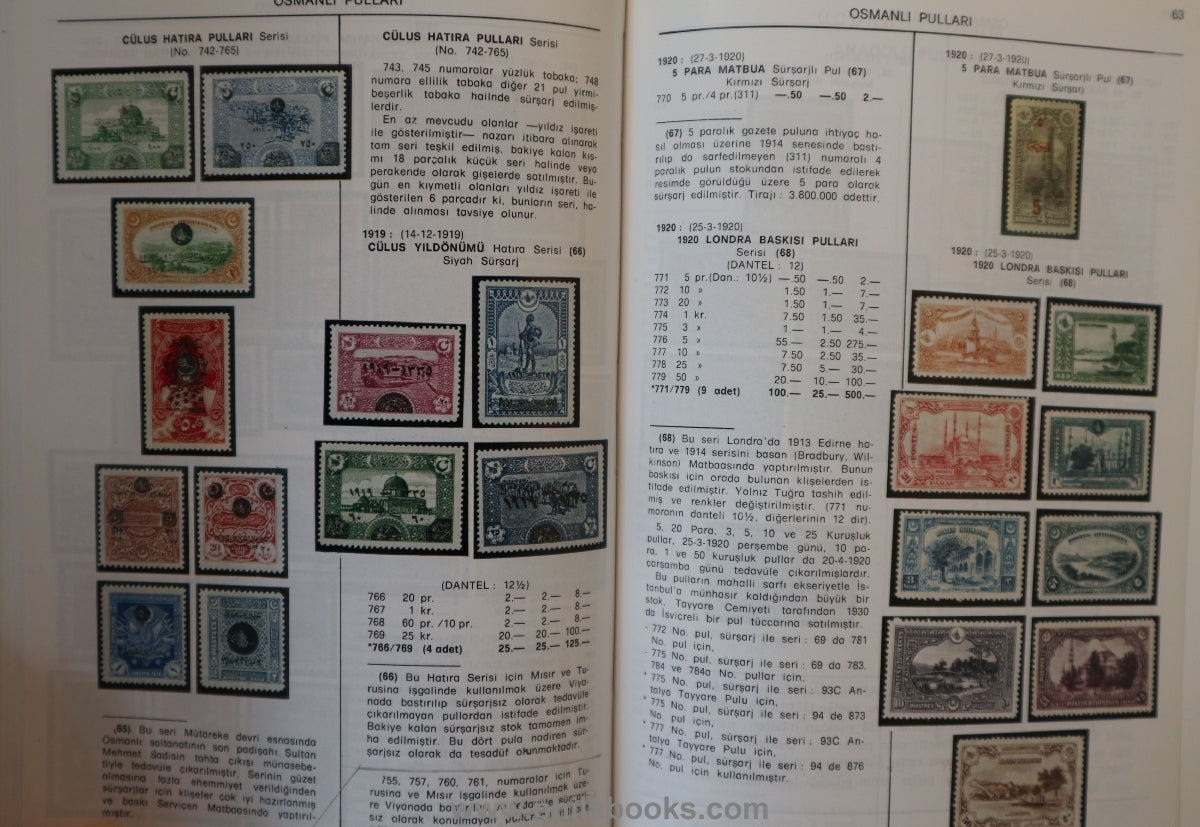 OSMANLI PULLARI
CÜLUS HATIRA PULLARI Serisi
(No. 742-765)
(65) Bu seri Mütareke devri esnasında
Osmanlı saltanatının son padişahı, Sultan
Mehmet 6adisin tahta çıkışı münasebe-
tiyle tedavüle çıkarılmıştır. Serinin güzel
olmasına fazla ehemmiyet verildiğinden
sürşarjlar için klişeler çok iyi hazırlanmış
ve baskı Serviçen Matbaasında yaptırıl-
mıştır.
CÜLUS HATIRA PULLARI Serisi
(No. 742-765)
743, 745 numaralar yüzlük tabaka; 748
numara ellilik tabaka diğer 21 pul yirmi-
beşerlik tabaka hailnde sürşarj edilmiş-
lerdir.
En az mevcudu olanlar —yıldız işareti
ile gösterilmiştir— nazarı itibara alınarak
tam seri teşkil edilmiş, bakiye kalan kıs-
mı 18 parçalık küçük seri halinde veya
perakende olarak gişelerde satılmıştır. Bu-
gün en kıymetli olanları yıldız işareti ile
gösterilen 6 parçadır ki, bunların seri, ha-
linde alınması tavsiye olunur.
1919 : (14-12-1919)
CÜLUS YILDÖNÜMÜ Hatıra Serisi (66)
Siyah Sürşarj
(DANTEL : 12½)
766 20 pr. 2.— 2.— 8.—
767 1 kr. 2.— 2.— 8.—
768 60 pr. /10 pr. 2.— 2.— 8.—
769 25 kr. 20.— 20.— 100.—
*766/769 (4 adet) 25.— 25.— 125.—
(66) Bu Hatıra Serisi için Mısır ve Tu-
rusina işgalinde kullanılmak üzere Viya-
nada bastırılıp sürşarjsız olarak tedavüle
çıkarılmayan pullardan istifade edilmiştir.
Bakiye kalan sürşarjsız stok tamamen im-
ha edilmiştir. Bu dört pula nadiren sür-
şarjsız olarak da tesadüf olunmaktadır.
755, 757, 760, 761, numaralar için Tu-
rusina ve Mısır işgalinde kullanılmak üze-
re Viyanada
sız olarak konulmayan
OSMANLI PULLARI
63
1920 : (27-3-1920)
5 PARA MATBUA Sürşarjlı Pul (67)
Kırmızı Sürşarj
770 5 pr./4 pr.(311) —.50 —.50 2.—
(67) 5 paralık gazete puluna ihtiyaç ha-
sıl olması üzerine 1914 senesinde bastı-
rılıp da sarfedilmeyen (311) numaralı 4
paralık pulun stokundan istifade edilerek
resimde görüldüğü üzere 5 para olarak
sürşarj edilmiştir. Tirajı : 3.800.000 adettir.
1920 : (25-3-1920)
1920 LONDRA BASKISI PULLARI
Serisi (68)
(DANTEL : 12)
771 5 pr.(Dan.: 10½) —.50 —.50 2.—
772 10 » 1.50 1.— 7.—
773 20 » 1.50 1.— 7.—
774 1 kr. 7.50 1.50 35.—
775 3 » 1.— 1.— 4.—
776 5 » 55.— 2.50 275.—
777 10 » 7.50 2.50 35.—
778 25 » 7.50 5.— 30.—
779 50 » 20.— 10.— 100.—
*771/779 (9 adet) 100.— 25.— 500.—
(58) Bu seri Londra'da 1913 Edirne ha-
tıra ve 1914 serisini basan (Bradbury, Wil-
kinson) Matbaasında yaptırılmıştır. Bunun
baskısı için orada bulunan klişelerden is-
tifade edilmiştir. Yalnız Tuğra tashih edil-
miş ve renkler değiştirilmiştir. (771 nu-
maranın danteli 10½, diğerlerinin 12 dir).
5, 20 Para, 3, 5, 10 ve 25 Kuruşluk
pullar, 25-3-1920 perşembe günü, 10 pa-
ra, 1 ve 50 kuruşluk pullar da 20-4-1920
çarşamba günü tedavüle çıkarılmışlardır.
Bu pulların mahalli sarfı ekseriyetle İs-
tanbul'a münhasır kaldığından büyük bir
stok, Tayyare Cemiyeti tarafından 1930
da İsviçreli bir pul tüccarına satılmıştır.
* 772 No. pul, sürşarj ile seri : 69 da 781
No. pul için,
* 775 No. pul, sürşarj ile seri : 69 da 783.
784 ve 784a No. pullar için.
* 775 No. pul, sürşarj ile seri : 93C An-
talya Tayyare Pulu için,
* 775 No. pul, sürşarj ile seri : 94 de 873
No. pul için,
* 777 No. pul, sürşarj ile seri : 93C An-
talya Tayyare Pulu için,
* 777 No. pul, sürşarj ile seri : 94 de 876
No. pul için kullanılmıştır.
1920 : (27-3-1920)
5 PARA MATBUA Sürşarjlı Pul (67)
Kırmızı Sürşarj
1920 : (25-3-1920)
1920 LONDRA BASKISI PULLARI
Serisi (68)
books.com